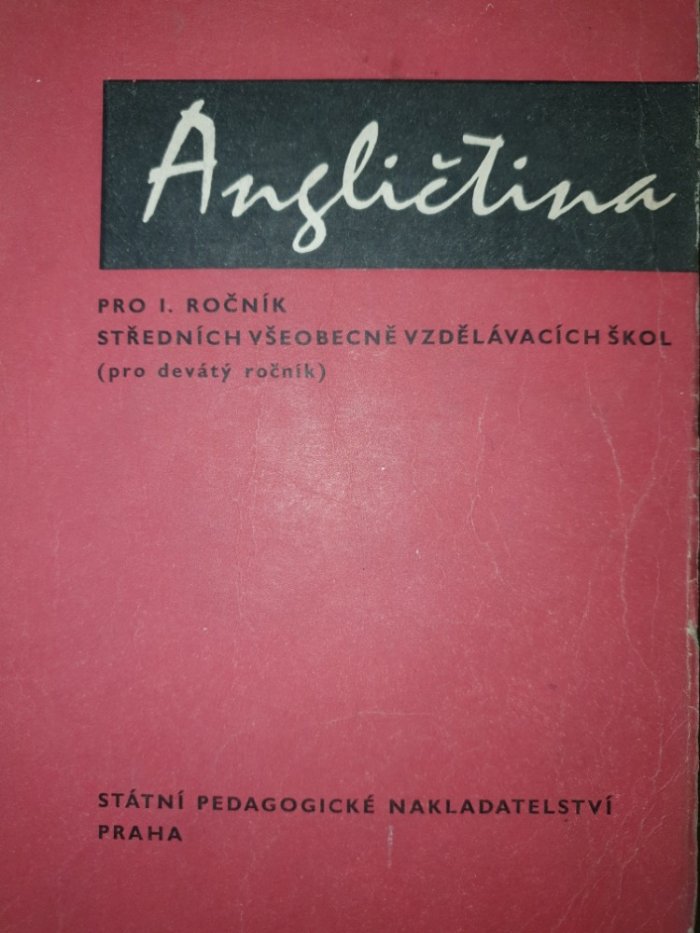 Angličtina
PRO I. ROČNÍK
STŘEDNÍCH VŠEOBECNĚ VZDĚLÁVACÍCH ŠKOL
(pro devátý ročník)
STÁTNÍ PEDAGOGICKÉ NAKLADATELSTVÍ
PRAHA